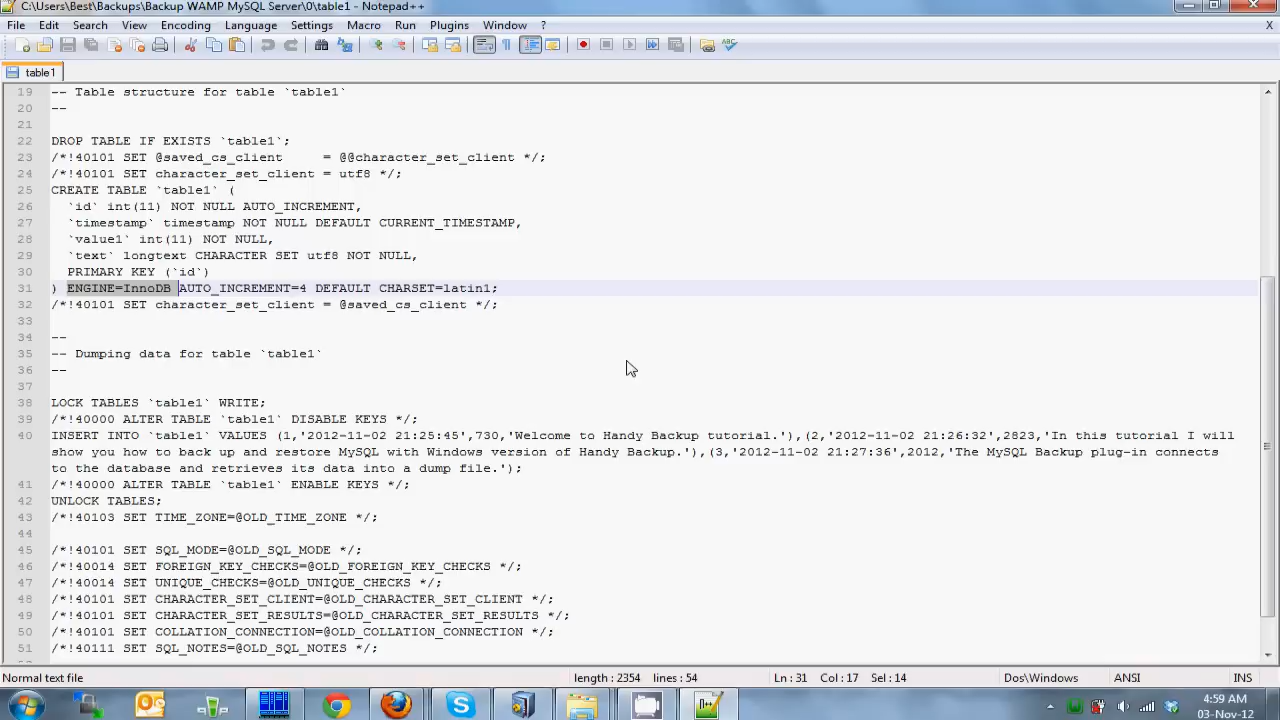 C:\Users\Best\Backups\Backup WAMP MySQL Server\0\table1 - Notepad++
File Edit Search View Encoding Language Settings Macro Run Plugins Window ? X
table1
19 -- Table structure for table `table1`
20 --
21
22 DROP TABLE IF EXISTS `table1`;
23 /*!40101 SET @saved_cs_client     = @@character_set_client */;
24 /*!40101 SET character_set_client = utf8 */;
25 CREATE TABLE `table1` (
26   `id` int(11) NOT NULL AUTO_INCREMENT,
27   `timestamp` timestamp NOT NULL DEFAULT CURRENT_TIMESTAMP,
28   `value1` int(11) NOT NULL,
29   `text` longtext CHARACTER SET utf8 NOT NULL,
30   PRIMARY KEY (`id`)
31 ) ENGINE=InnoDB AUTO_INCREMENT=4 DEFAULT CHARSET=latin1;
32 /*!40101 SET character_set_client = @saved_cs_client */;
33
34 --
35 -- Dumping data for table `table1`
36 --
37
38 LOCK TABLES `table1` WRITE;
39 /*!40000 ALTER TABLE `table1` DISABLE KEYS */;
40 INSERT INTO `table1` VALUES (1,'2012-11-02 21:25:45',730,'Welcome to Handy Backup tutorial.'),(2,'2012-11-02 21:26:32',2823,'In this tutorial I will
show you how to back up and restore MySQL with Windows version of Handy Backup.'),(3,'2012-11-02 21:27:36',2012,'The MySQL Backup plug-in connects
to the database and retrieves its data into a dump file.');
41 /*!40000 ALTER TABLE `table1` ENABLE KEYS */;
42 UNLOCK TABLES;
43 /*!40103 SET TIME_ZONE=@OLD_TIME_ZONE */;
44
45 /*!40101 SET SQL_MODE=@OLD_SQL_MODE */;
46 /*!40014 SET FOREIGN_KEY_CHECKS=@OLD_FOREIGN_KEY_CHECKS */;
47 /*!40014 SET UNIQUE_CHECKS=@OLD_UNIQUE_CHECKS */;
48 /*!40101 SET CHARACTER_SET_CLIENT=@OLD_CHARACTER_SET_CLIENT */;
49 /*!40101 SET CHARACTER_SET_RESULTS=@OLD_CHARACTER_SET_RESULTS */;
50 /*!40101 SET COLLATION_CONNECTION=@OLD_COLLATION_CONNECTION */;
51 /*!40111 SET SQL_NOTES=@OLD_SQL_NOTES */;
Normal text file length : 2354 lines : 54 Ln : 31 Col : 17 Sel : 14 Dos\Windows ANSI INS
4:59 AM
03-Nov-12